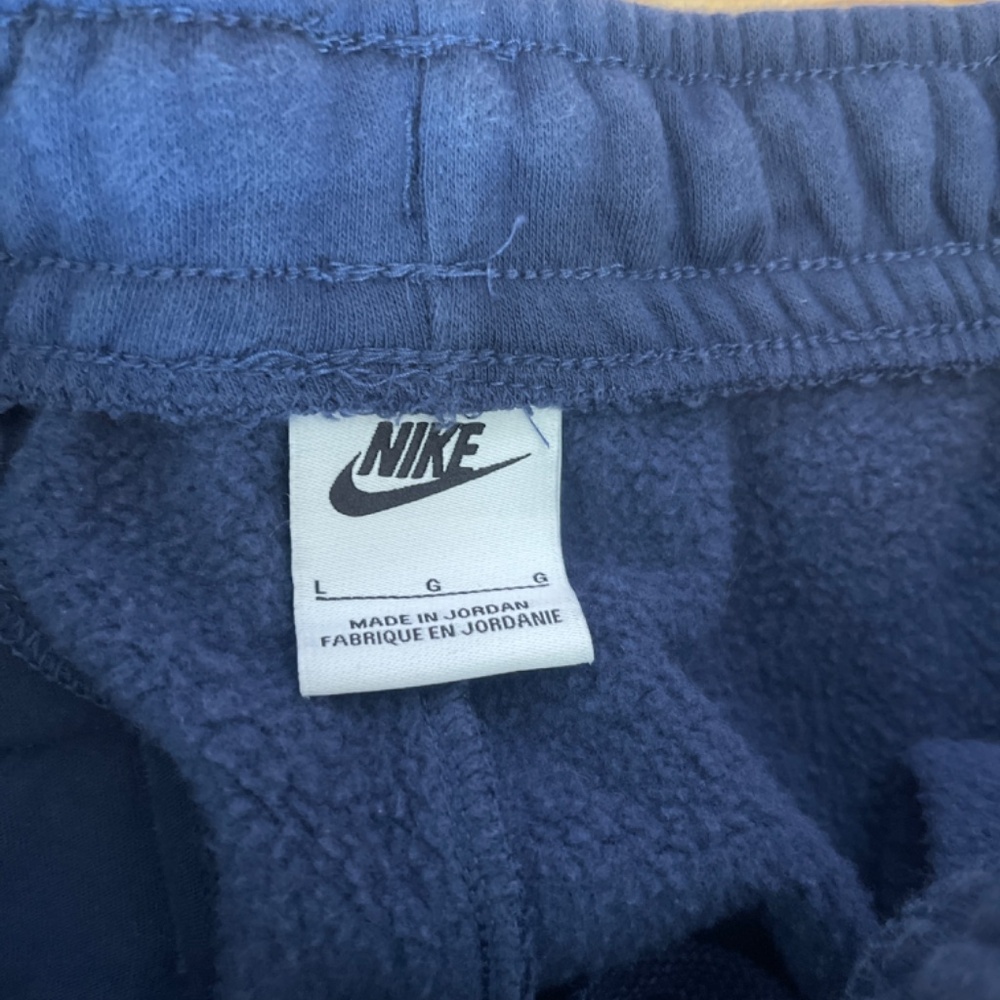 NIKE
L G G
MADE IN JORDAN
FABRIQUE EN JORDANIE